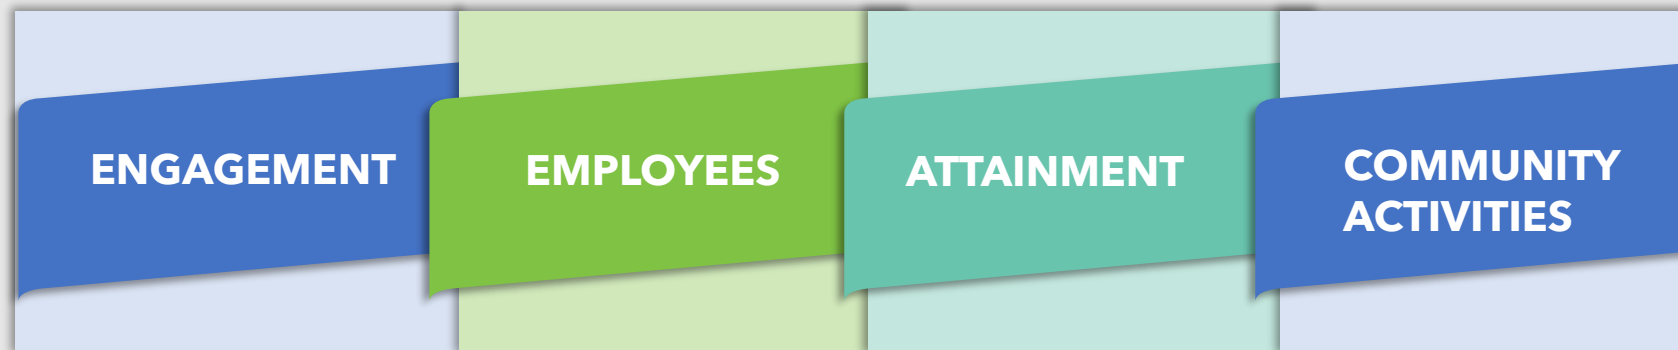 ENGAGEMENT
EMPLOYEES
ATTAINMENT
COMMUNITY
ACTIVITIES